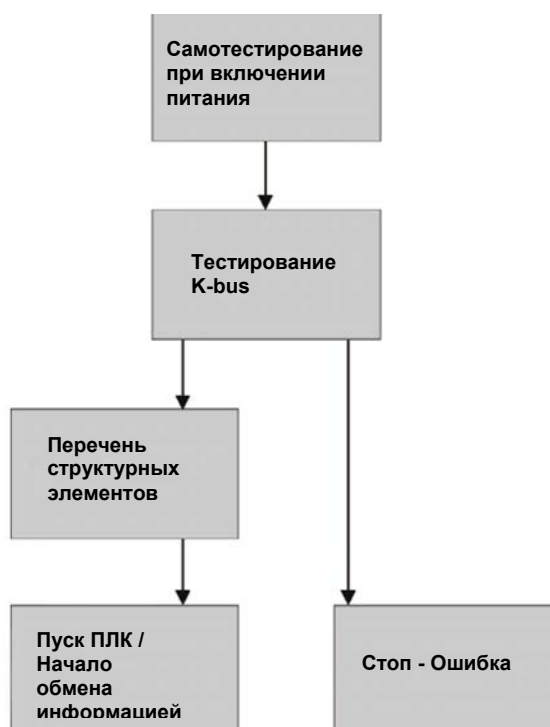 Самотестирование
при включении
питания
Тестирование
K-bus
Перечень
структурных
элементов
Пуск ПЛК /
Начало
обмена
информацией
Стоп - Ошибка